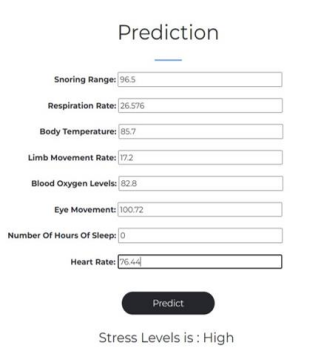 Prediction
Snoring Range: 96.5
Respiration Rate: 26.576
Body Temperature: 85.7
Limb Movement Rate: 17.2
Blood Oxygen Levels: 82.8
Eye Movement: 100.72
Number Of Hours Of Sleep: 0
Heart Rate: 76.44
Predict
Stress Levels is : High